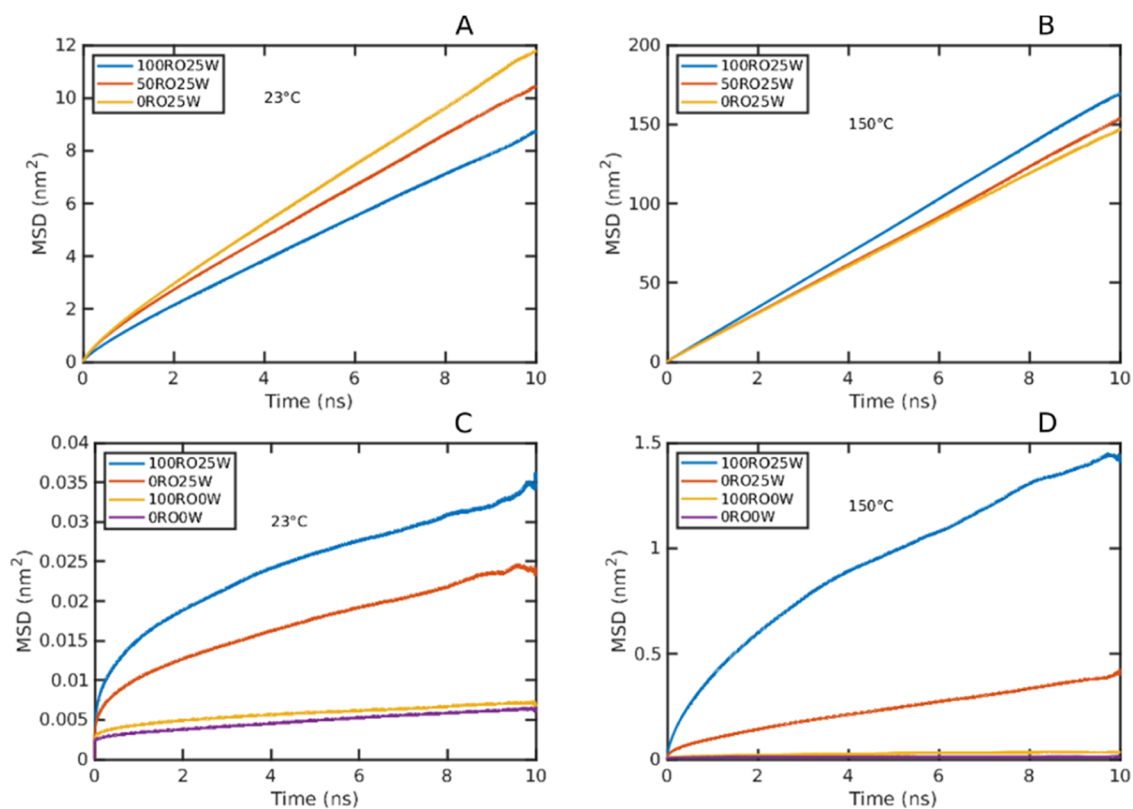 A
12
10
8
6
4
2
0
MSD (nm²)
100RO25W
50RO25W
0RO25W
23°C
0 2 4 6 8 10
Time (ns)
B
200
150
100
50
0
MSD (nm²)
100RO25W
50RO25W
0RO25W
150°C
0 2 4 6 8 10
Time (ns)
C
0.04
0.035
0.03
0.025
0.02
0.015
0.01
0.005
0
MSD (nm²)
100RO25W
0RO25W
100RO0W
0RO0W
23°C
0 2 4 6 8 10
Time (ns)
D
1.5
1
0.5
0
MSD (nm²)
100RO25W
0RO25W
100RO0W
0RO0W
150°C
0 2 4 6 8 10
Time (ns)